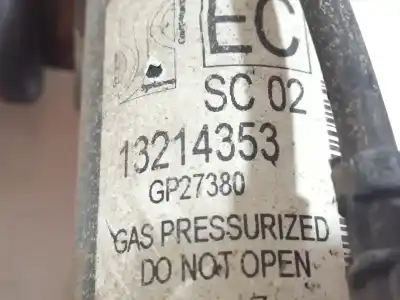 EC
SC 02
13214353
GP27380
GAS PRESSURIZED
DO NOT OPEN